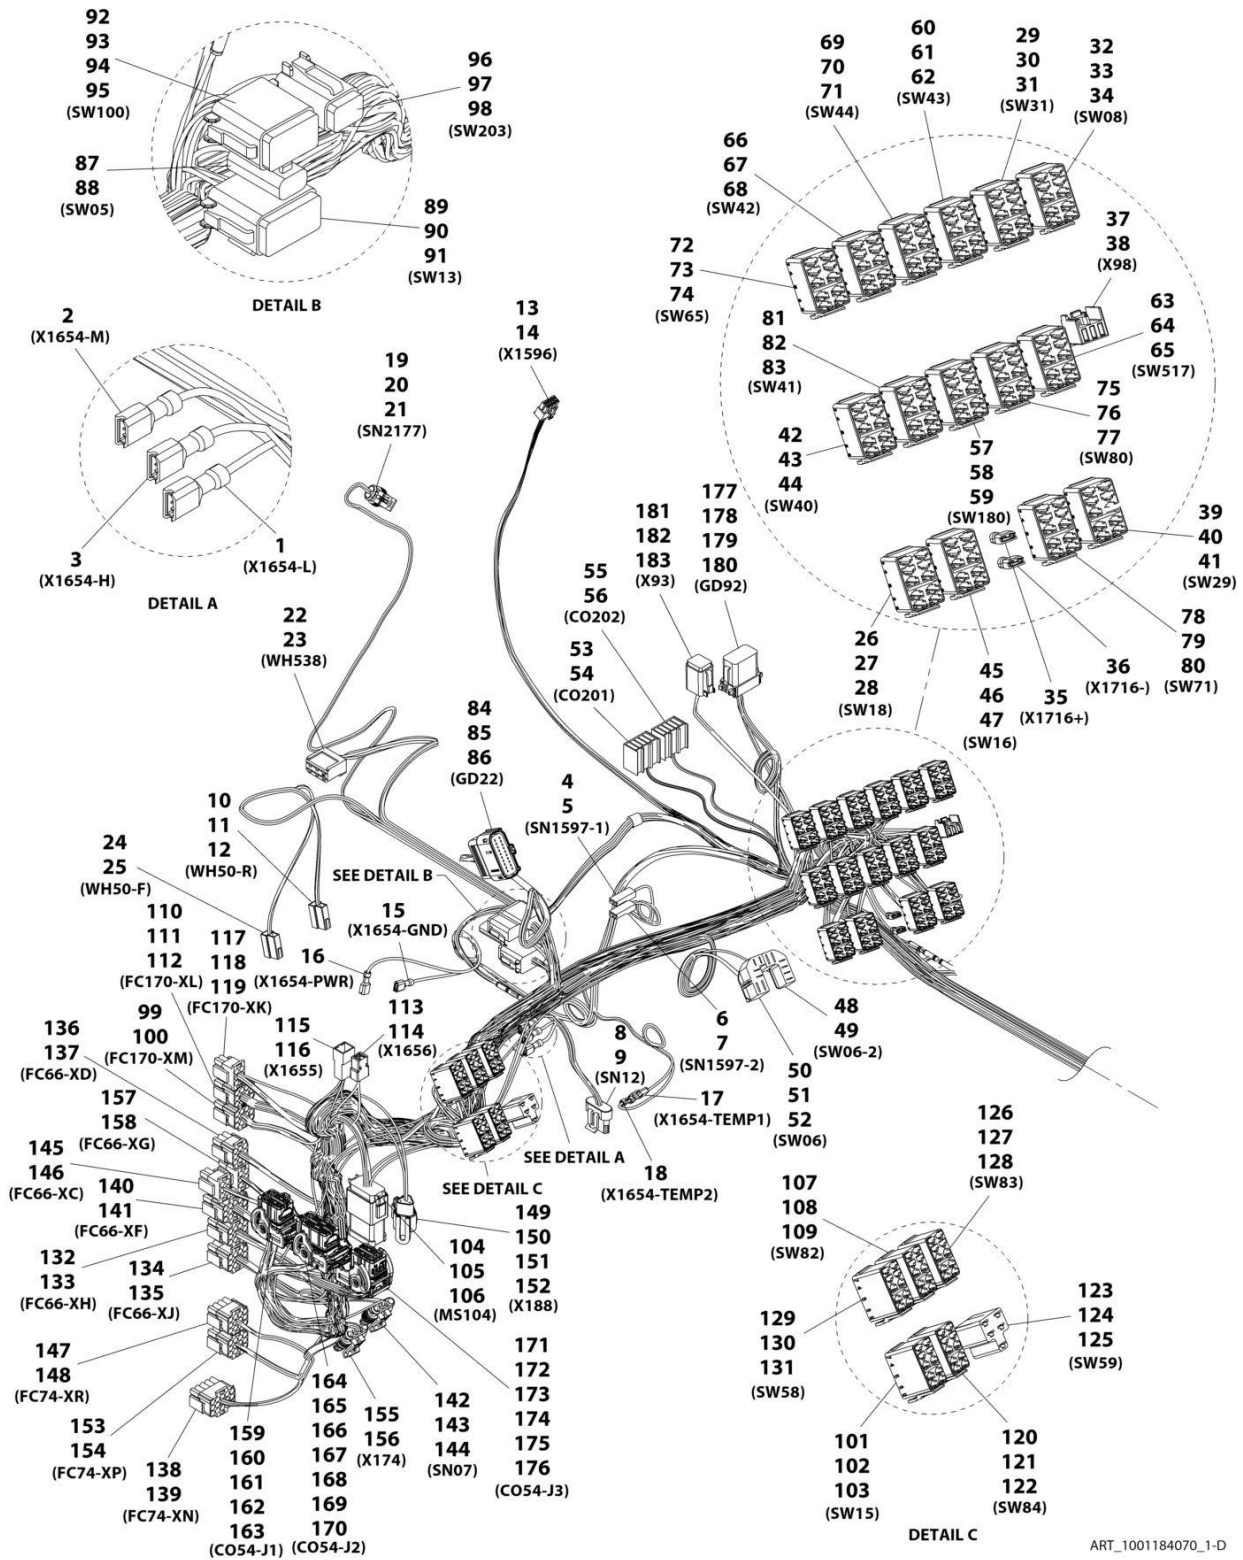 92
93
94
95
(SW100)
96
97
98
(SW203)
87
88
(SW05)
89
90
91
(SW13)
DETAIL B
69
70
71
(SW44)
60
61
62
(SW43)
29
30
31
(SW31)
32
33
34
(SW08)
66
67
68
(SW42)
72
73
74
(SW65)
37
38
(X98)
81
82
83
(SW41)
63
64
65
(SW517)
42
43
44
(SW40)
57
58
59
(SW180)
75
76
77
(SW80)
39
40
41
(SW29)
26
27
28
(SW18)
45
46
47
(SW16)
35
(X1716+)
36
(X1716-)
78
79
80
(SW71)
2
(X1654-M)
3
(X1654-H)
1
(X1654-L)
DETAIL A
13
14
(X1596)
19
20
21
(SN2177)
22
23
(WH538)
181
182
183
(X93)
177
178
179
180
(GD92)
55
56
(CO202)
53
54
(CO201)
84
85
86
(GD22)
4
5
(SN1597-1)
10
11
12
(WH50-R)
24
25
(WH50-F)
SEE DETAIL B
15
(X1654-GND)
16
(X1654-PWR)
110
111
112
(FC170-XL)
117
118
119
(FC170-XK)
99
100
(FC170-XM)
113
114
(X1656)
115
116
(X1655)
136
137
(FC66-XD)
157
158
(FC66-XG)
145
146
(FC66-XC)
140
141
(FC66-XF)
132
133
(FC66-XH)
134
135
(FC66-XJ)
147
148
(FC74-XR)
153
154
(FC74-XP)
138
139
(FC74-XN)
8
9
(SN12)
6
7
(SN1597-2)
48
49
(SW06-2)
50
51
52
(SW06)
17
(X1654-TEMP1)
18
(X1654-TEMP2)
SEE DETAIL A
SEE DETAIL C
104
105
106
(MS104)
149
150
151
152
(X188)
159
160
161
162
163
(CO54-J1)
164
165
166
167
168
169
170
(CO54-J2)
155
156
(X174)
142
143
144
(SN07)
171
172
173
174
175
176
(CO54-J3)
107
108
109
(SW82)
126
127
128
(SW83)
129
130
131
(SW58)
123
124
125
(SW59)
101
102
103
(SW15)
120
121
122
(SW84)
DETAIL C
ART_1001184070_1-D